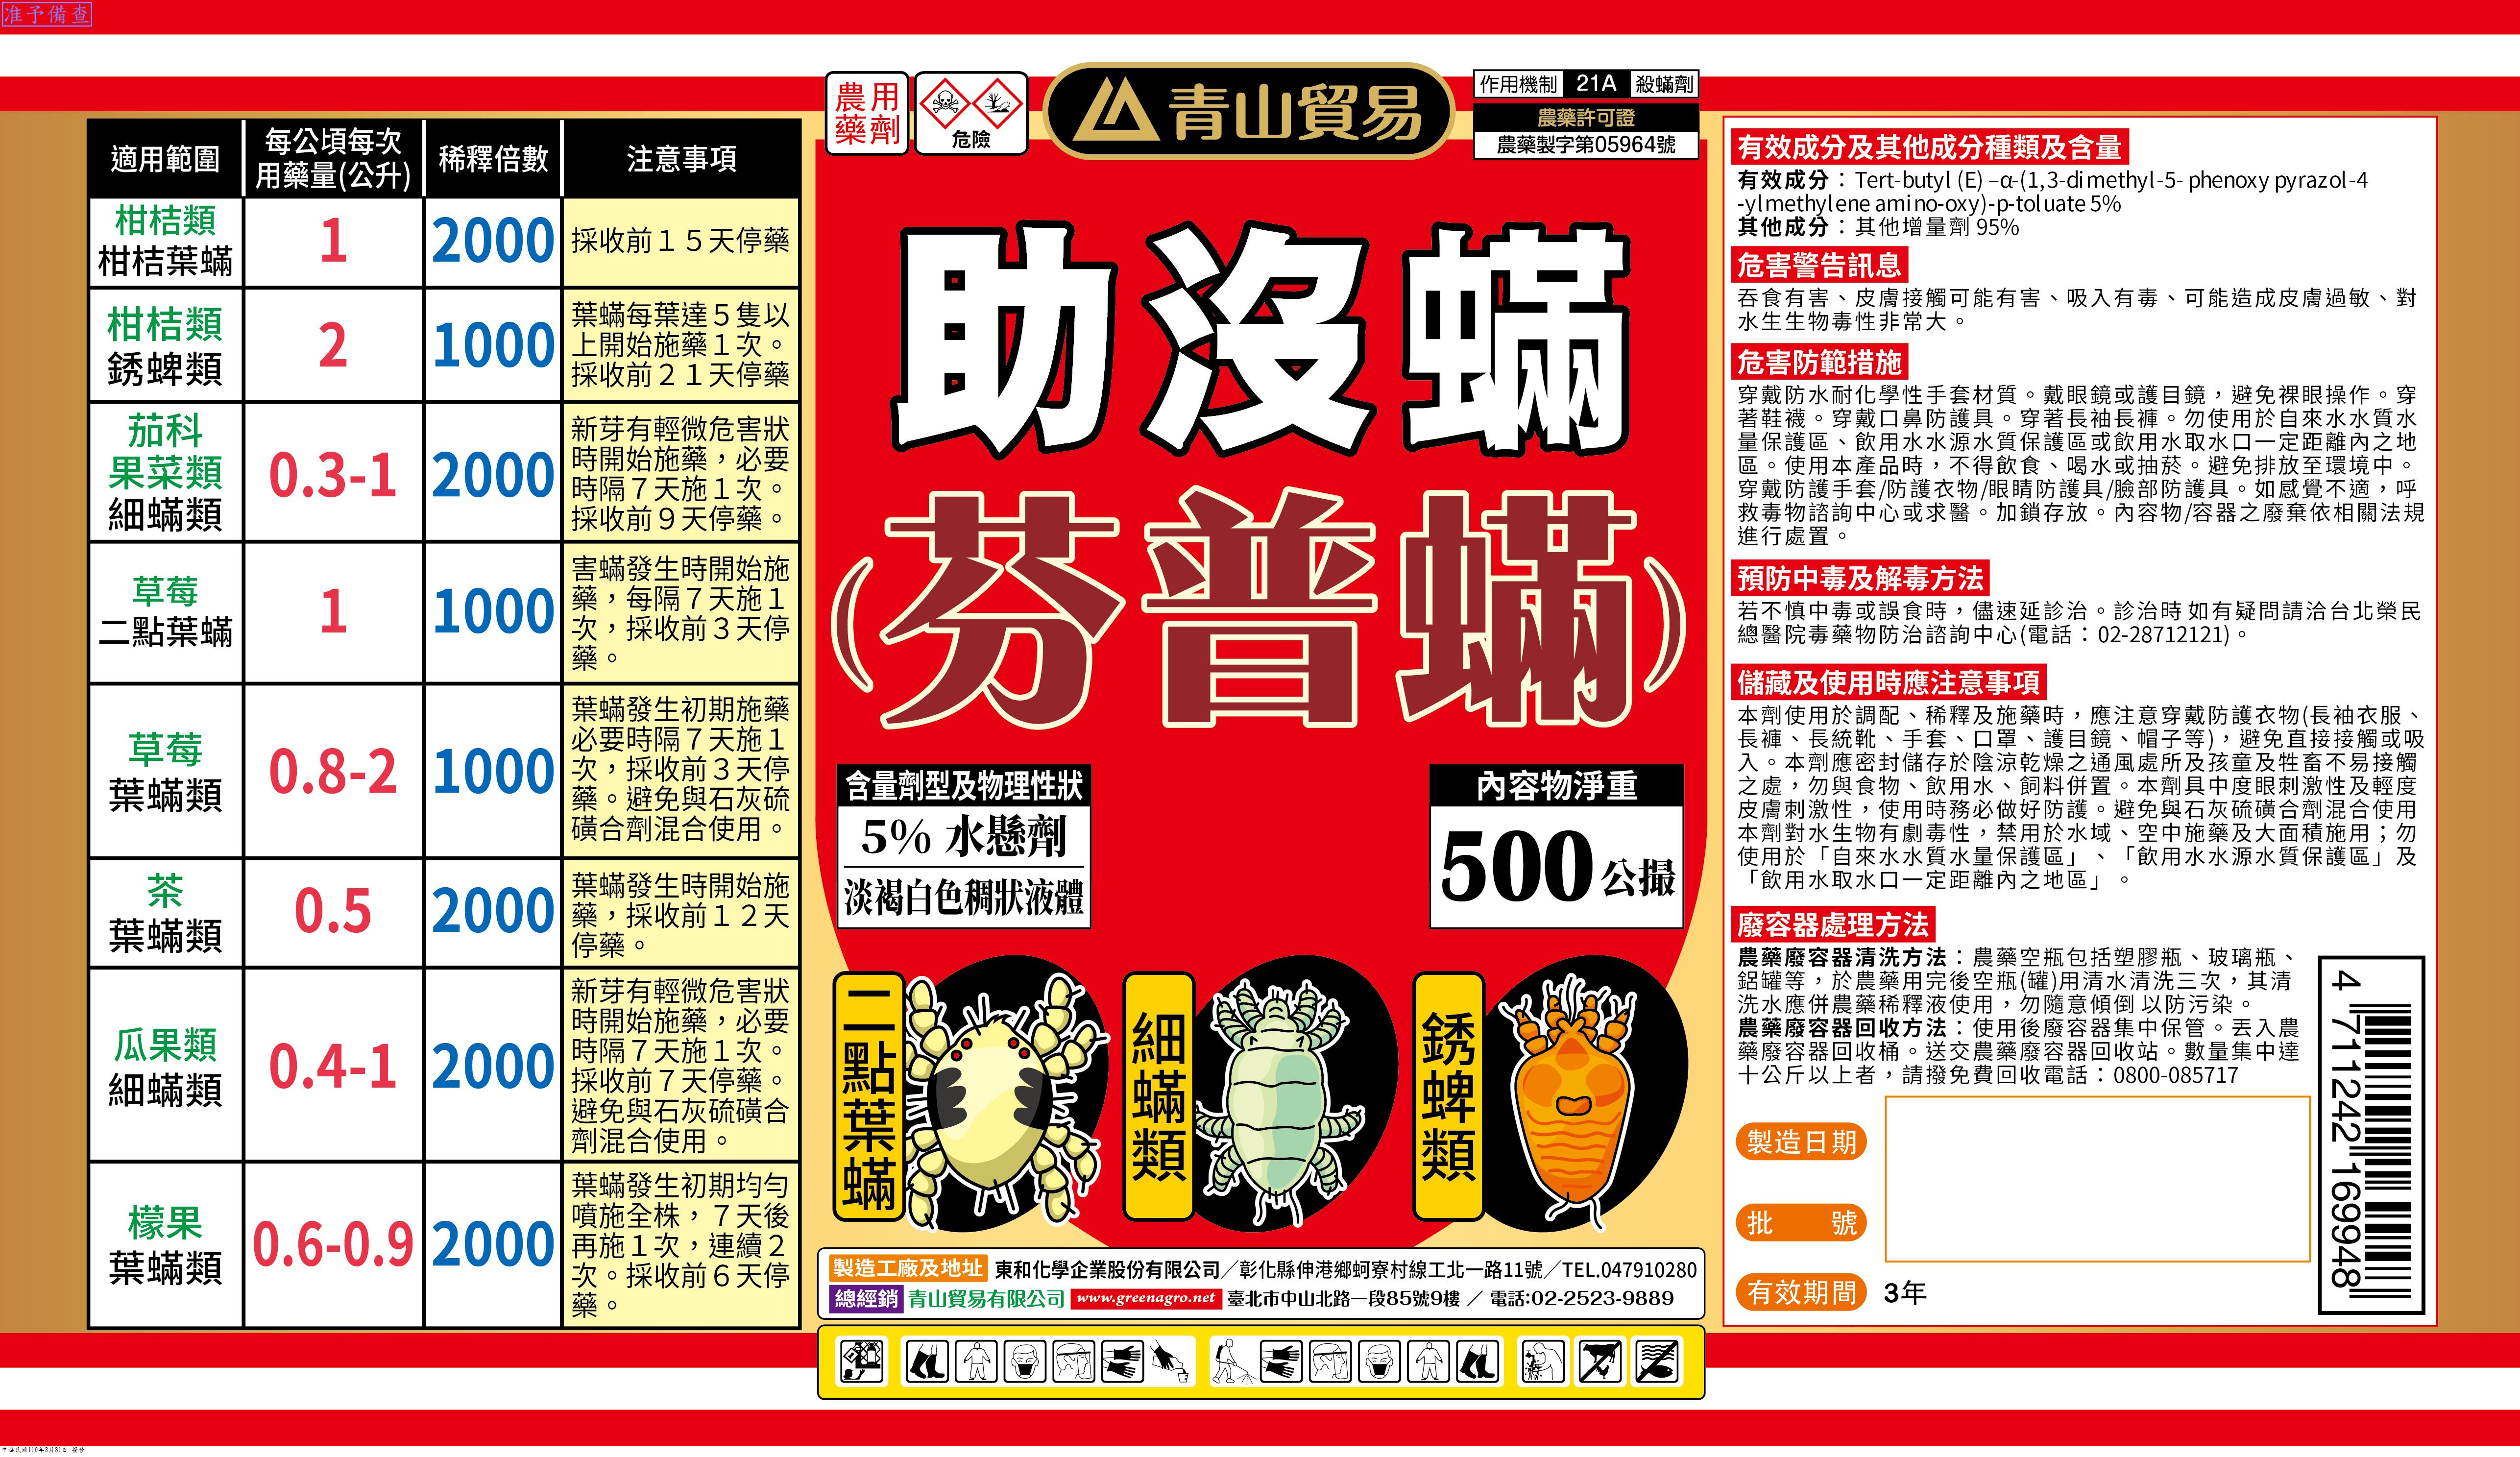 准予備查
適用範圍
每公頃每次
用藥量(公升)
稀釋倍數
注意事項
柑桔類
柑桔葉蟎
1
2000
採收前15天停藥
柑桔類
銹蜱類
2
1000
葉蟎每葉達5隻以
上開始施藥1次。
採收前21天停藥
茄科
果菜類
細蟎類
0.3-1
2000
新芽有輕微危害狀
時開始施藥，必要
時隔7天施1次。
採收前9天停藥。
草莓
二點葉蟎
1
1000
害蟎發生時開始施
藥，每隔7天施1
次，採收前3天停
藥。
草莓
葉蟎類
0.8-2
1000
葉蟎發生初期施藥
必要時隔7天施1
次，採收前3天停
藥。避免與石灰硫
磺合劑混合使用。
茶
葉蟎類
0.5
2000
葉蟎發生時開始施
藥，採收前12天
停藥。
瓜果類
細蟎類
0.4-1
2000
新芽有輕微危害狀
時開始施藥，必要
時隔7天施1次。
採收前7天停藥。
避免與石灰硫磺合
劑混合使用。
檬果
葉蟎類
0.6-0.9
2000
葉蟎發生初期均勻
噴施全株，7天後
再施1次，連續2
次。採收前6天停
藥。
農用
藥劑
危險
青山貿易
作用機制 21A 殺蟎劑
農藥許可證
農藥製字第05964號
助沒蟎
(芬普蟎)
含量劑型及物理性狀
5% 水懸劑
淡褐白色稠狀液體
內容物淨重
500公撮
二點葉蟎
細蟎類
銹蜱類
製造工廠及地址 東和化學企業股份有限公司／彰化縣伸港鄉蚵寮村線工北一路11號／TEL.047910280
總經銷 青山貿易有限公司 www.greenagro.net 臺北市中山北路一段85號9樓 ／ 電話:02-2523-9889
有效成分及其他成分種類及含量
有效成分：Tert-butyl (E) –α-(1,3-dimethyl-5- phenoxy pyrazol-4
-ylmethylene amino-oxy)-p-toluate 5%
其他成分：其他增量劑 95%
危害警告訊息
吞食有害、皮膚接觸可能有害、吸入有毒、可能造成皮膚過敏、對
水生生物毒性非常大。
危害防範措施
穿戴防水耐化學性手套材質。戴眼鏡或護目鏡，避免裸眼操作。穿
著鞋襪。穿戴口鼻防護具。穿著長袖長褲。勿使用於自來水水質水
量保護區、飲用水水源水質保護區或飲用水取水口一定距離內之地
區。使用本產品時，不得飲食、喝水或抽菸。避免排放至環境中。
穿戴防護手套/防護衣物/眼睛防護具/臉部防護具。如感覺不適，呼
救毒物諮詢中心或求醫。加鎖存放。內容物/容器之廢棄依相關法規
進行處置。
預防中毒及解毒方法
若不慎中毒或誤食時，儘速延診治。診治時如有疑問請洽台北榮民
總醫院毒藥物防治諮詢中心(電話：02-28712121)。
儲藏及使用時應注意事項
本劑使用於調配、稀釋及施藥時，應注意穿戴防護衣物(長袖衣服、
長褲、長統靴、手套、口罩、護目鏡、帽子等)，避免直接接觸或吸
入。本劑應密封儲存於陰涼乾燥之通風處所及孩童及牲畜不易接觸
之處，勿與食物、飲用水、飼料併置。本劑具中度眼刺激性及輕度
皮膚刺激性，使用時務必做好防護。避免與石灰硫磺合劑混合使用
本劑對水生物有劇毒性，禁用於水域、空中施藥及大面積施用；勿
使用於「自來水水質水量保護區」、「飲用水水源水質保護區」及
「飲用水取水口一定距離內之地區」。
廢容器處理方法
農藥廢容器清洗方法：農藥空瓶包括塑膠瓶、玻璃瓶、
鋁罐等，於農藥用完後空瓶(罐)用清水清洗三次，其清
洗水應併農藥稀釋液使用，勿隨意傾倒 以防污染。
農藥廢容器回收方法：使用後廢容器集中保管。丟入農
藥廢容器回收桶。送交農藥廢容器回收站。數量集中達
十公斤以上者，請撥免費回收電話：0800-085717
製造日期
批　號
有效期間 3年
4 711242 169948
中華民國110年3月31日 簽發